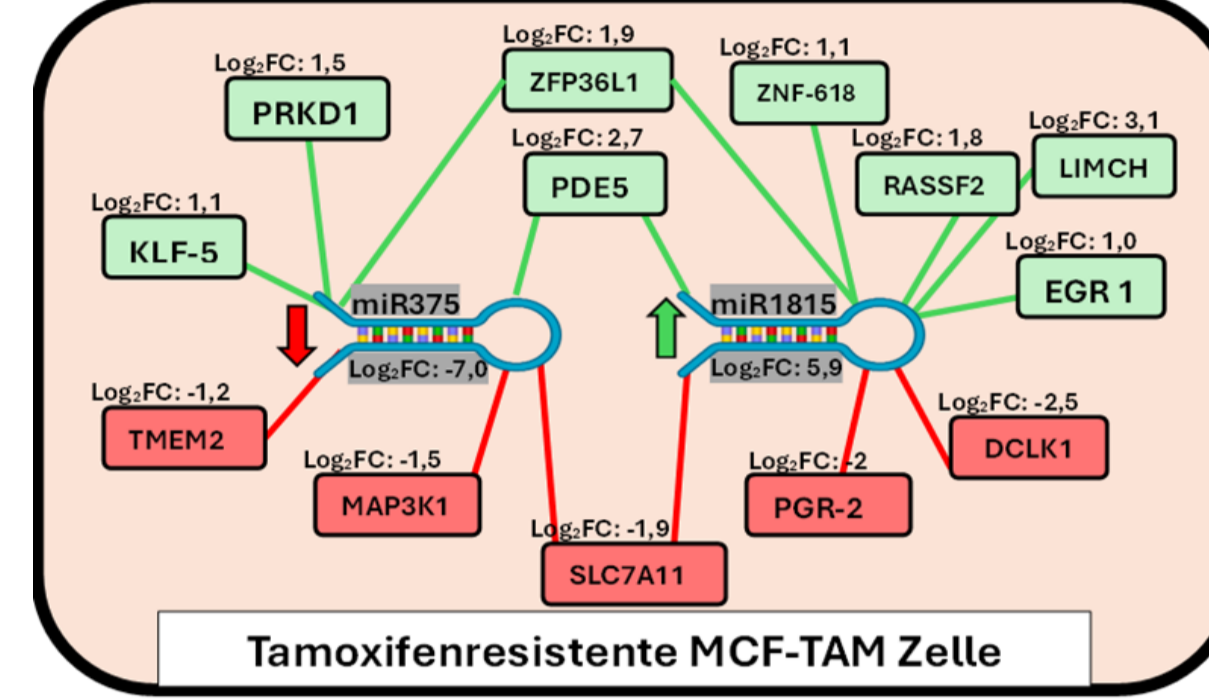 Log₂FC: 1,9
ZFP36L1
Log₂FC: 1,1
ZNF-618
Log₂FC: 1,5
PRKD1
Log₂FC: 2,7
PDE5
Log₂FC: 1,8
RASSF2
Log₂FC: 3,1
LIMCH
Log₂FC: 1,1
KLF-5
Log₂FC: 1,0
EGR 1
miR375
Log₂FC: -7,0
miR1815
Log₂FC: 5,9
Log₂FC: -1,2
TMEM2
Log₂FC: -1,5
MAP3K1
Log₂FC: -1,9
SLC7A11
Log₂FC: -2
PGR-2
Log₂FC: -2,5
DCLK1
Tamoxifenresistente MCF-TAM Zelle